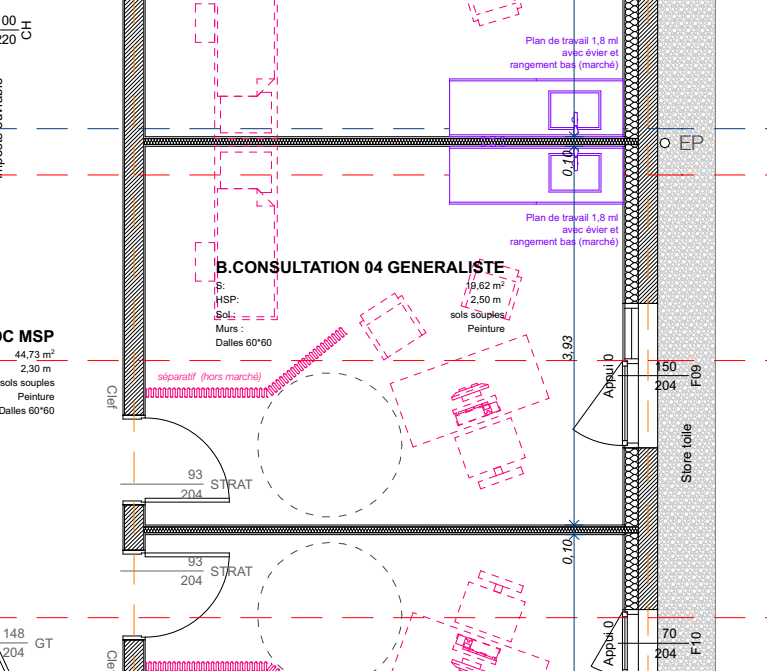 00
220
CH
Plan de travail 1,8 ml
avec évier et
rangement bas (marché)
EP
0,10
Plan de travail 1,8 ml
avec évier et
rangement bas (marché)
B.CONSULTATION 04 GENERALISTE
S: 19,62 m²
HSP: 2,50 m
Sol : sols souples
Murs : Peinture
Dalles 60*60
OC MSP
44,73 m²
2,30 m
sols souples
Peinture
Dalles 60*60
séparatif (hors marché)
3,93
Appui 0
150
204
F09
Clef
Store toile
93
204
STRAT
0,10
93
204
STRAT
148
204
GT
Clef
Appui 0
70
204
F10